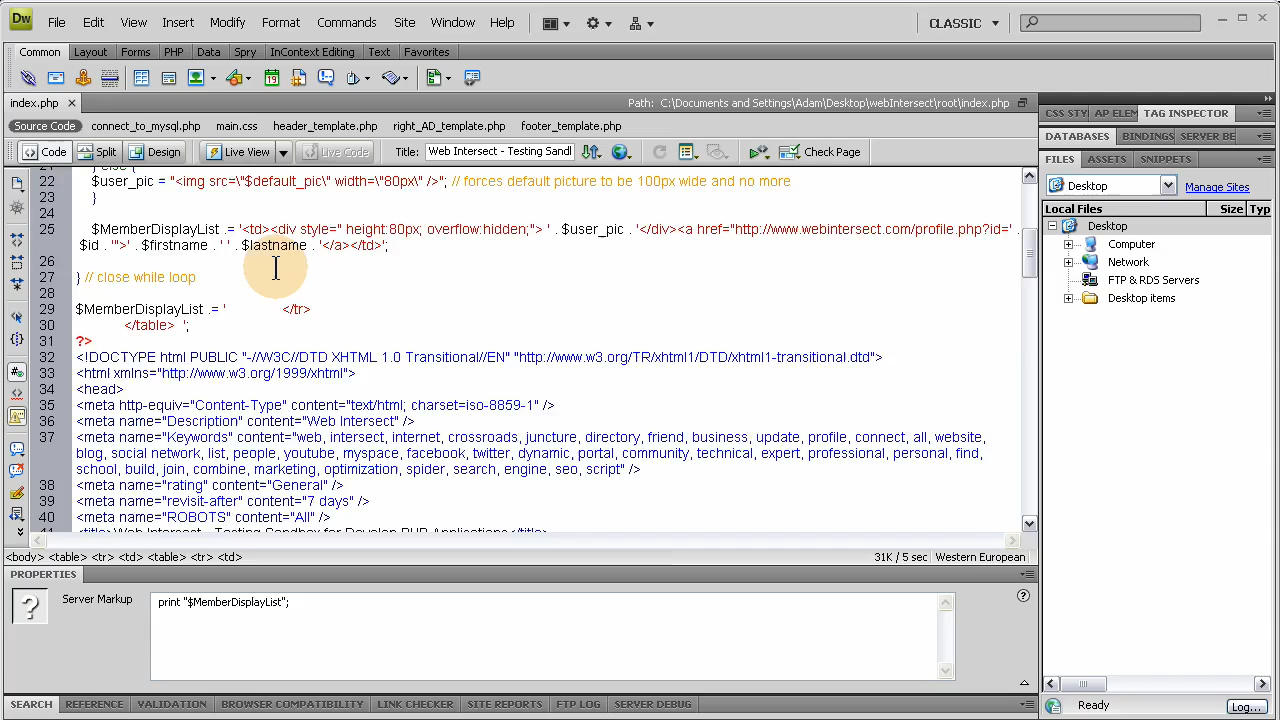 Dw File Edit View Insert Modify Format Commands Site Window Help CLASSIC
Common Layout Forms PHP Data Spry InContext Editing Text Favorites
index.php Path: C:\Documents and Settings\Adam\Desktop\webIntersect\root\index.php
Source Code connect_to_mysql.php main.css header_template.php right_AD_template.php footer_template.php
Code Split Design Live View Live Code Title: Web Intersect - Testing Sandl Check Page
21 } else {
22 $user_pic = "<img src=\"$default_pic\" width=\"80px\" />"; // forces default picture to be 100px wide and no more
23 }
24
25 $MemberDisplayList .= '<td><div style=" height:80px; overflow:hidden;"> ' . $user_pic . '</div><a href="http://www.webintersect.com/profile.php?id=' .
$id . '">' . $firstname . ' ' . $lastname . '</a></td>';
26
27 } // close while loop
28
29 $MemberDisplayList .= ' </tr>
30 </table> ';
31 ?>
32 <!DOCTYPE html PUBLIC "-//W3C//DTD XHTML 1.0 Transitional//EN" "http://www.w3.org/TR/xhtml1/DTD/xhtml1-transitional.dtd">
33 <html xmlns="http://www.w3.org/1999/xhtml">
34 <head>
35 <meta http-equiv="Content-Type" content="text/html; charset=iso-8859-1" />
36 <meta name="Description" content="Web Intersect" />
37 <meta name="Keywords" content="web, intersect, internet, crossroads, juncture, directory, friend, business, update, profile, connect, all, website,
blog, social network, list, people, youtube, myspace, facebook, twitter, dynamic, portal, community, technical, expert, professional, personal, find,
school, build, join, combine, marketing, optimization, spider, search, engine, seo, script" />
38 <meta name="rating" content="General" />
39 <meta name="revisit-after" content="7 days" />
40 <meta name="ROBOTS" content="All" />
41 <title>Web Intersect - Testing Sandbox for Develop PHP Applications</title>
<body> <table> <tr> <td> <table> <tr> <td> 31K / 5 sec Western European
PROPERTIES
? Server Markup print "$MemberDisplayList";
SEARCH REFERENCE VALIDATION BROWSER COMPATIBILITY LINK CHECKER SITE REPORTS FTP LOG SERVER DEBUG
CSS STY AP ELEM TAG INSPECTOR
DATABASES BINDINGS SERVER BE
FILES ASSETS SNIPPETS
Desktop Manage Sites
Local Files Size Type
Desktop
Computer
Network
FTP & RDS Servers
Desktop items
Ready Log...